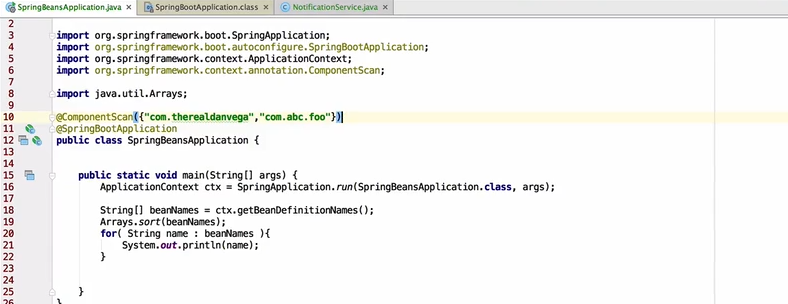 SpringBeansApplication.java × SpringBootApplication.class × NotificationService.java ×
2
3 import org.springframework.boot.SpringApplication;
4 import org.springframework.boot.autoconfigure.SpringBootApplication;
5 import org.springframework.context.ApplicationContext;
6 import org.springframework.context.annotation.ComponentScan;
7
8 import java.util.Arrays;
9
10 @ComponentScan({"com.therealdanvega","com.abc.foo"})
11 @SpringBootApplication
12 public class SpringBeansApplication {
13
14
15 public static void main(String[] args) {
16 ApplicationContext ctx = SpringApplication.run(SpringBeansApplication.class, args);
17
18 String[] beanNames = ctx.getBeanDefinitionNames();
19 Arrays.sort(beanNames);
20 for( String name : beanNames ){
21 System.out.println(name);
22 }
23
24
25 }
26 }